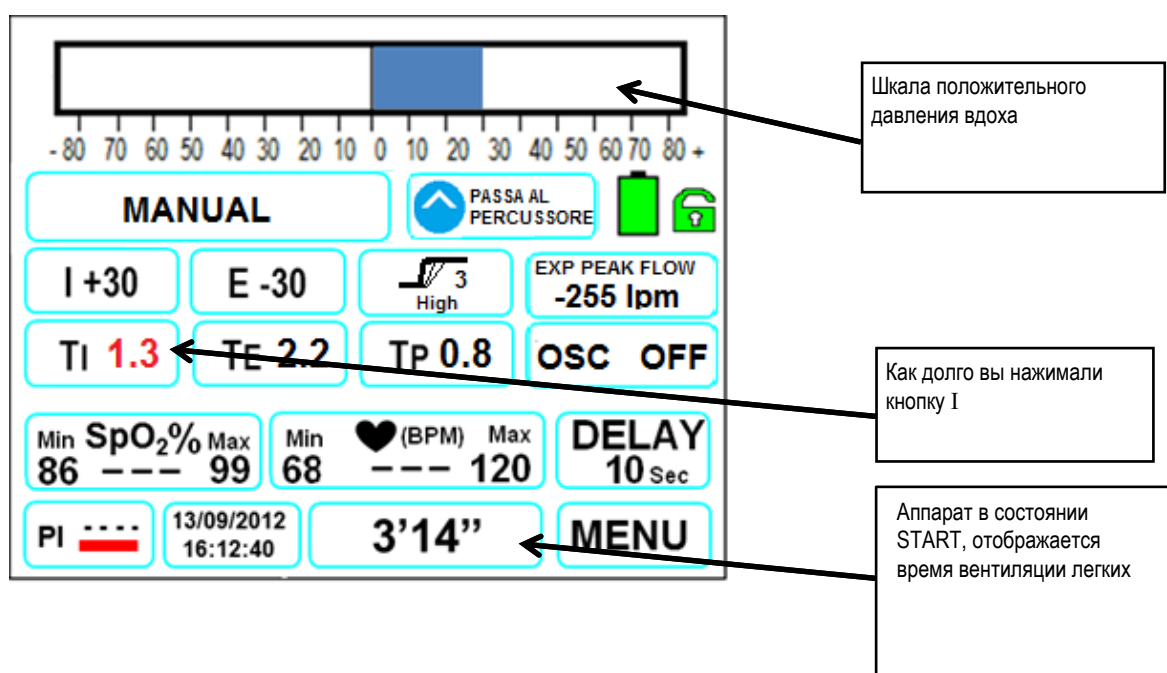 - 80 70 60 50 40 30 20 10 0 10 20 30 40 50 60 70 80 +
MANUAL
PASSA AL
PERCUSSORE
I +30
E -30
3
High
EXP PEAK FLOW
-255 lpm
TI 1.3
TE 2.2
TP 0.8
OSC OFF
Min SpO₂% Max
86 --- 99
Min (BPM) Max
68 --- 120
DELAY
10 Sec
PI ----
13/09/2012
16:12:40
3’14”
MENU
Шкала положительного
давления вдоха
Как долго вы нажимали
кнопку I
Аппарат в состоянии
START, отображается
время вентиляции легких